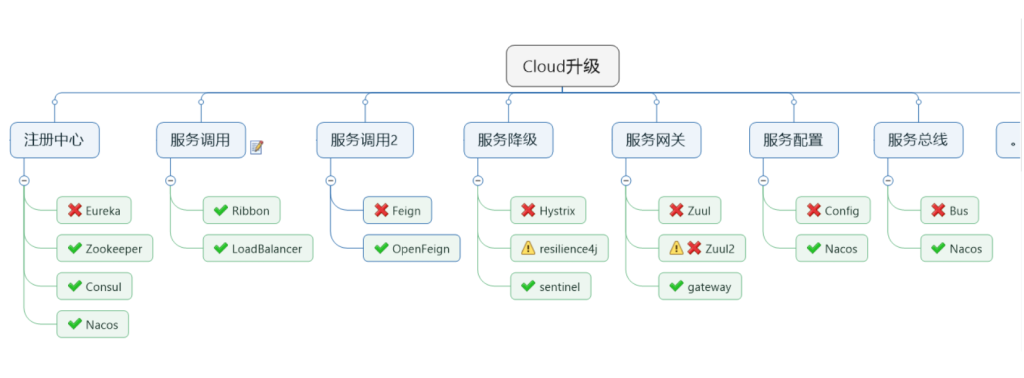 Cloud升级
注册中心
服务调用
服务调用2
服务降级
服务网关
服务配置
服务总线
。
Eureka
Ribbon
Feign
Hystrix
Zuul
Config
Bus
Zookeeper
LoadBalancer
OpenFeign
resilience4j
Zuul2
Nacos
Nacos
Consul
sentinel
gateway
Nacos